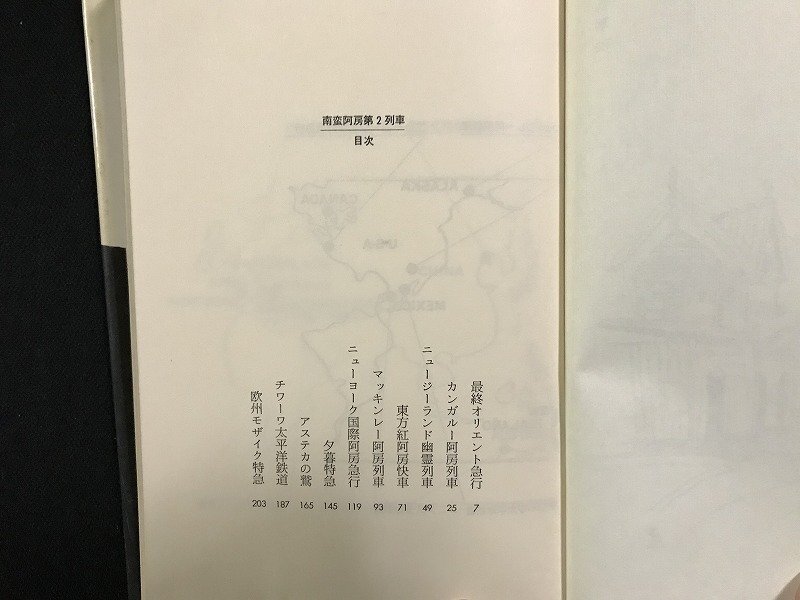 南蛮阿房第2列車
目次
最終オリエント急行 7
カンガルー阿房列車 25
ニュージーランド幽霊列車 49
東方紅阿房快車 71
マッキンレー阿房列車 93
ニューヨーク国際阿房急行 119
夕暮特急 145
アステカの鷲 165
チワーワ太平洋鉄道 187
欧州モザイク特急 203